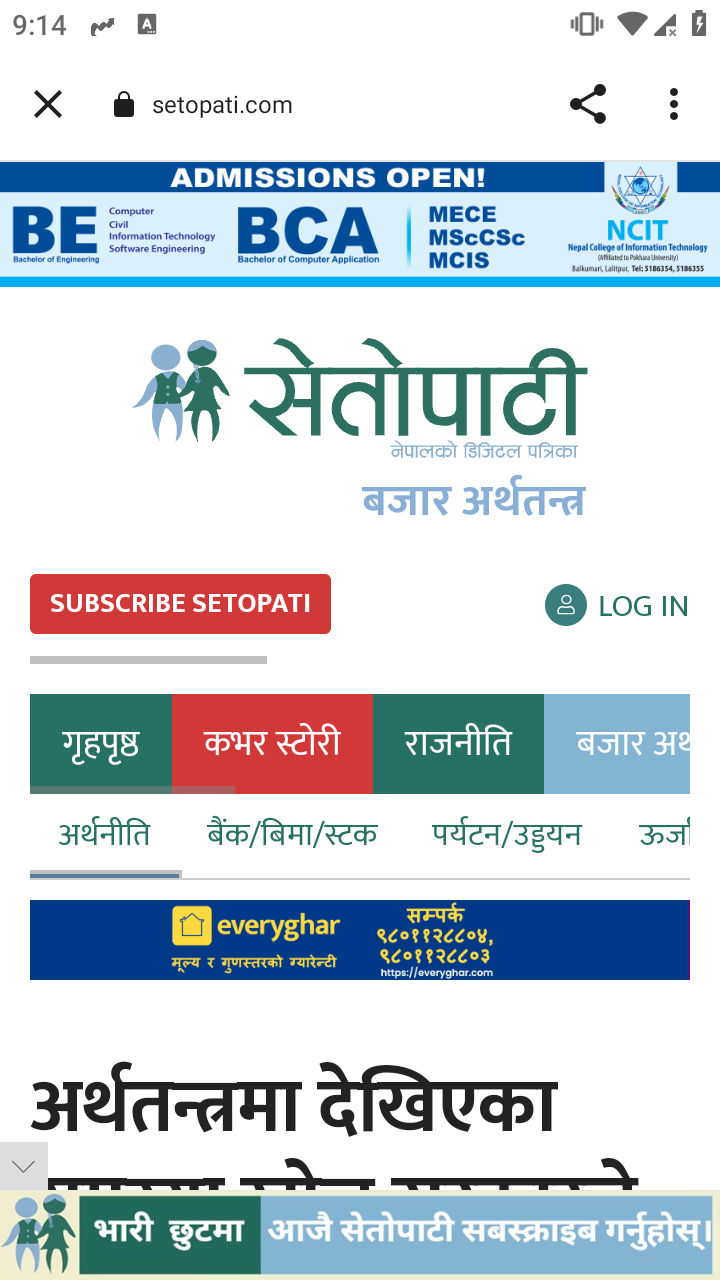 9:14
setopati.com
ADMISSIONS OPEN!
BE
Bachelor of Engineering
Computer
Civil
Information Technology
Software Engineering
BCA
Bachelor of Computer Application
MECE
MScCSc
MCIS
NCIT
Nepal College of Information Technology
(Affiliated to Pokhara University)
Balkumari, Lalitpur, Tel: 5186354, 5186355
सेतोपाटी
नेपालको डिजिटल पत्रिका
बजार अर्थतन्त्र
SUBSCRIBE SETOPATI
LOG IN
गृहपृष्ठ कभर स्टोरी राजनीति बजार
अर्थनीति बैंक/बिमा/स्टक पर्यटन/उड्डयन
everyghar
मूल्य र गुणस्तरको ग्यारेन्टी
सम्पर्क
९८०११२८८०४,
९८०११२८८०३
https://everyghar.com
अर्थतन्त्रमा देखिएका
भारी छुटमा आजै सेतोपाटी सबस्क्राइब गर्नुहोस्।